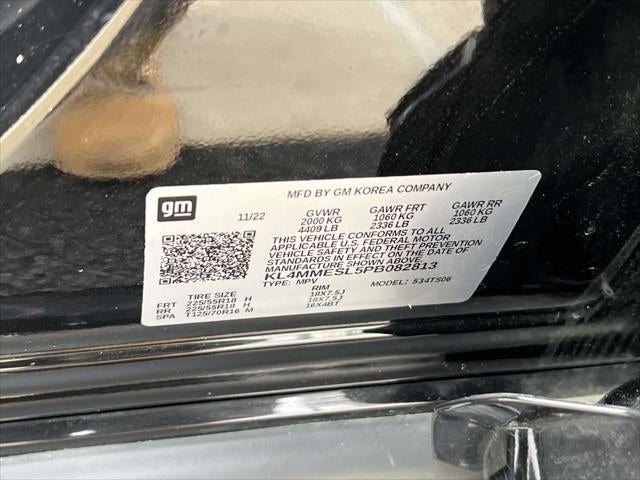 gm
MFD BY GM KOREA COMPANY
11/22 GVWR GAWR FRT GAWR RR
2000 KG 1060 KG 1060 KG
4409 LB 2336 LB 2336 LB
THIS VEHICLE CONFORMS TO ALL
APPLICABLE U.S. FEDERAL MOTOR
VEHICLE SAFETY AND THEFT PREVENTION
STANDARDS IN EFFECT ON THE DATE OF
MANUFACTURE SHOWN ABOVE.
KL4MMESL5PB082813
TYPE: MPV MODEL: 534TS06
TIRE SIZE RIM
FRT 225/55R18 H 18X7.5J
RR 225/55R18 H 18X7.5J
SPA T125/70R16 M 16X4BT